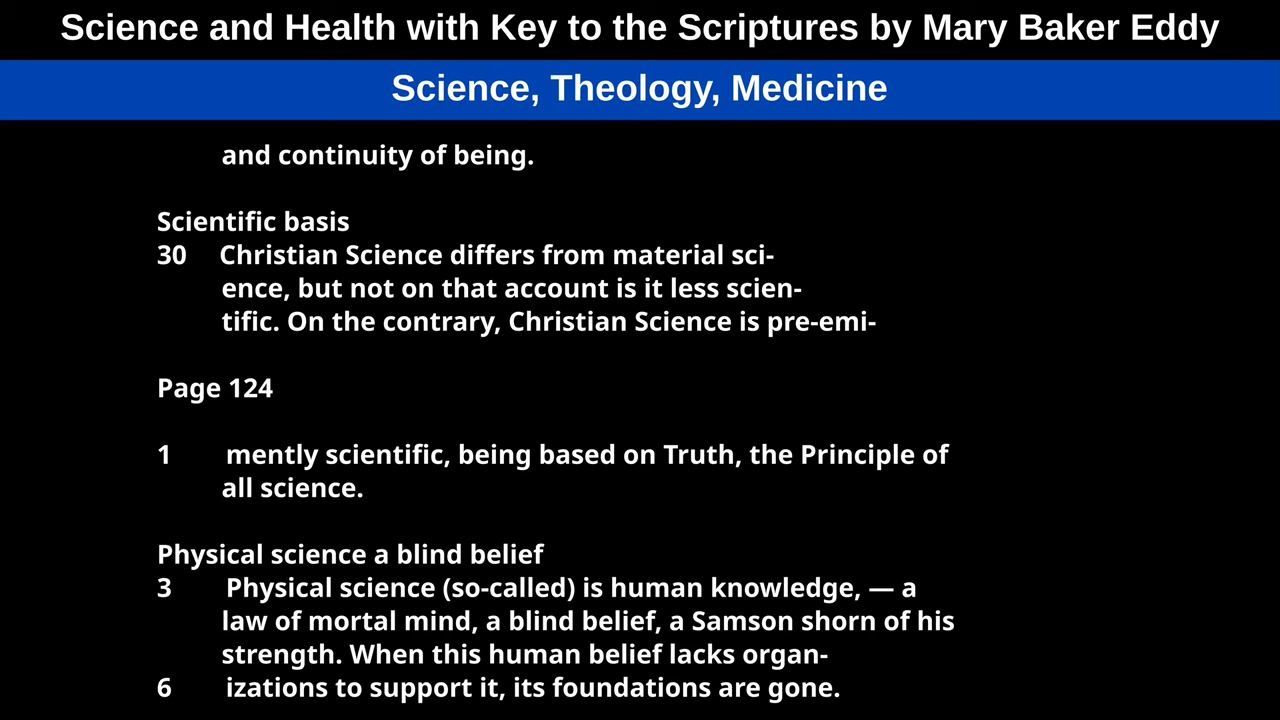 Science and Health with Key to the Scriptures by Mary Baker Eddy
Science, Theology, Medicine
and continuity of being.
Scientific basis
30 Christian Science differs from material sci-
ence, but not on that account is it less scien-
tific. On the contrary, Christian Science is pre-emi-
Page 124
1 mently scientific, being based on Truth, the Principle of
all science.
Physical science a blind belief
3 Physical science (so-called) is human knowledge, — a
law of mortal mind, a blind belief, a Samson shorn of his
strength. When this human belief lacks organ-
6 izations to support it, its foundations are gone.